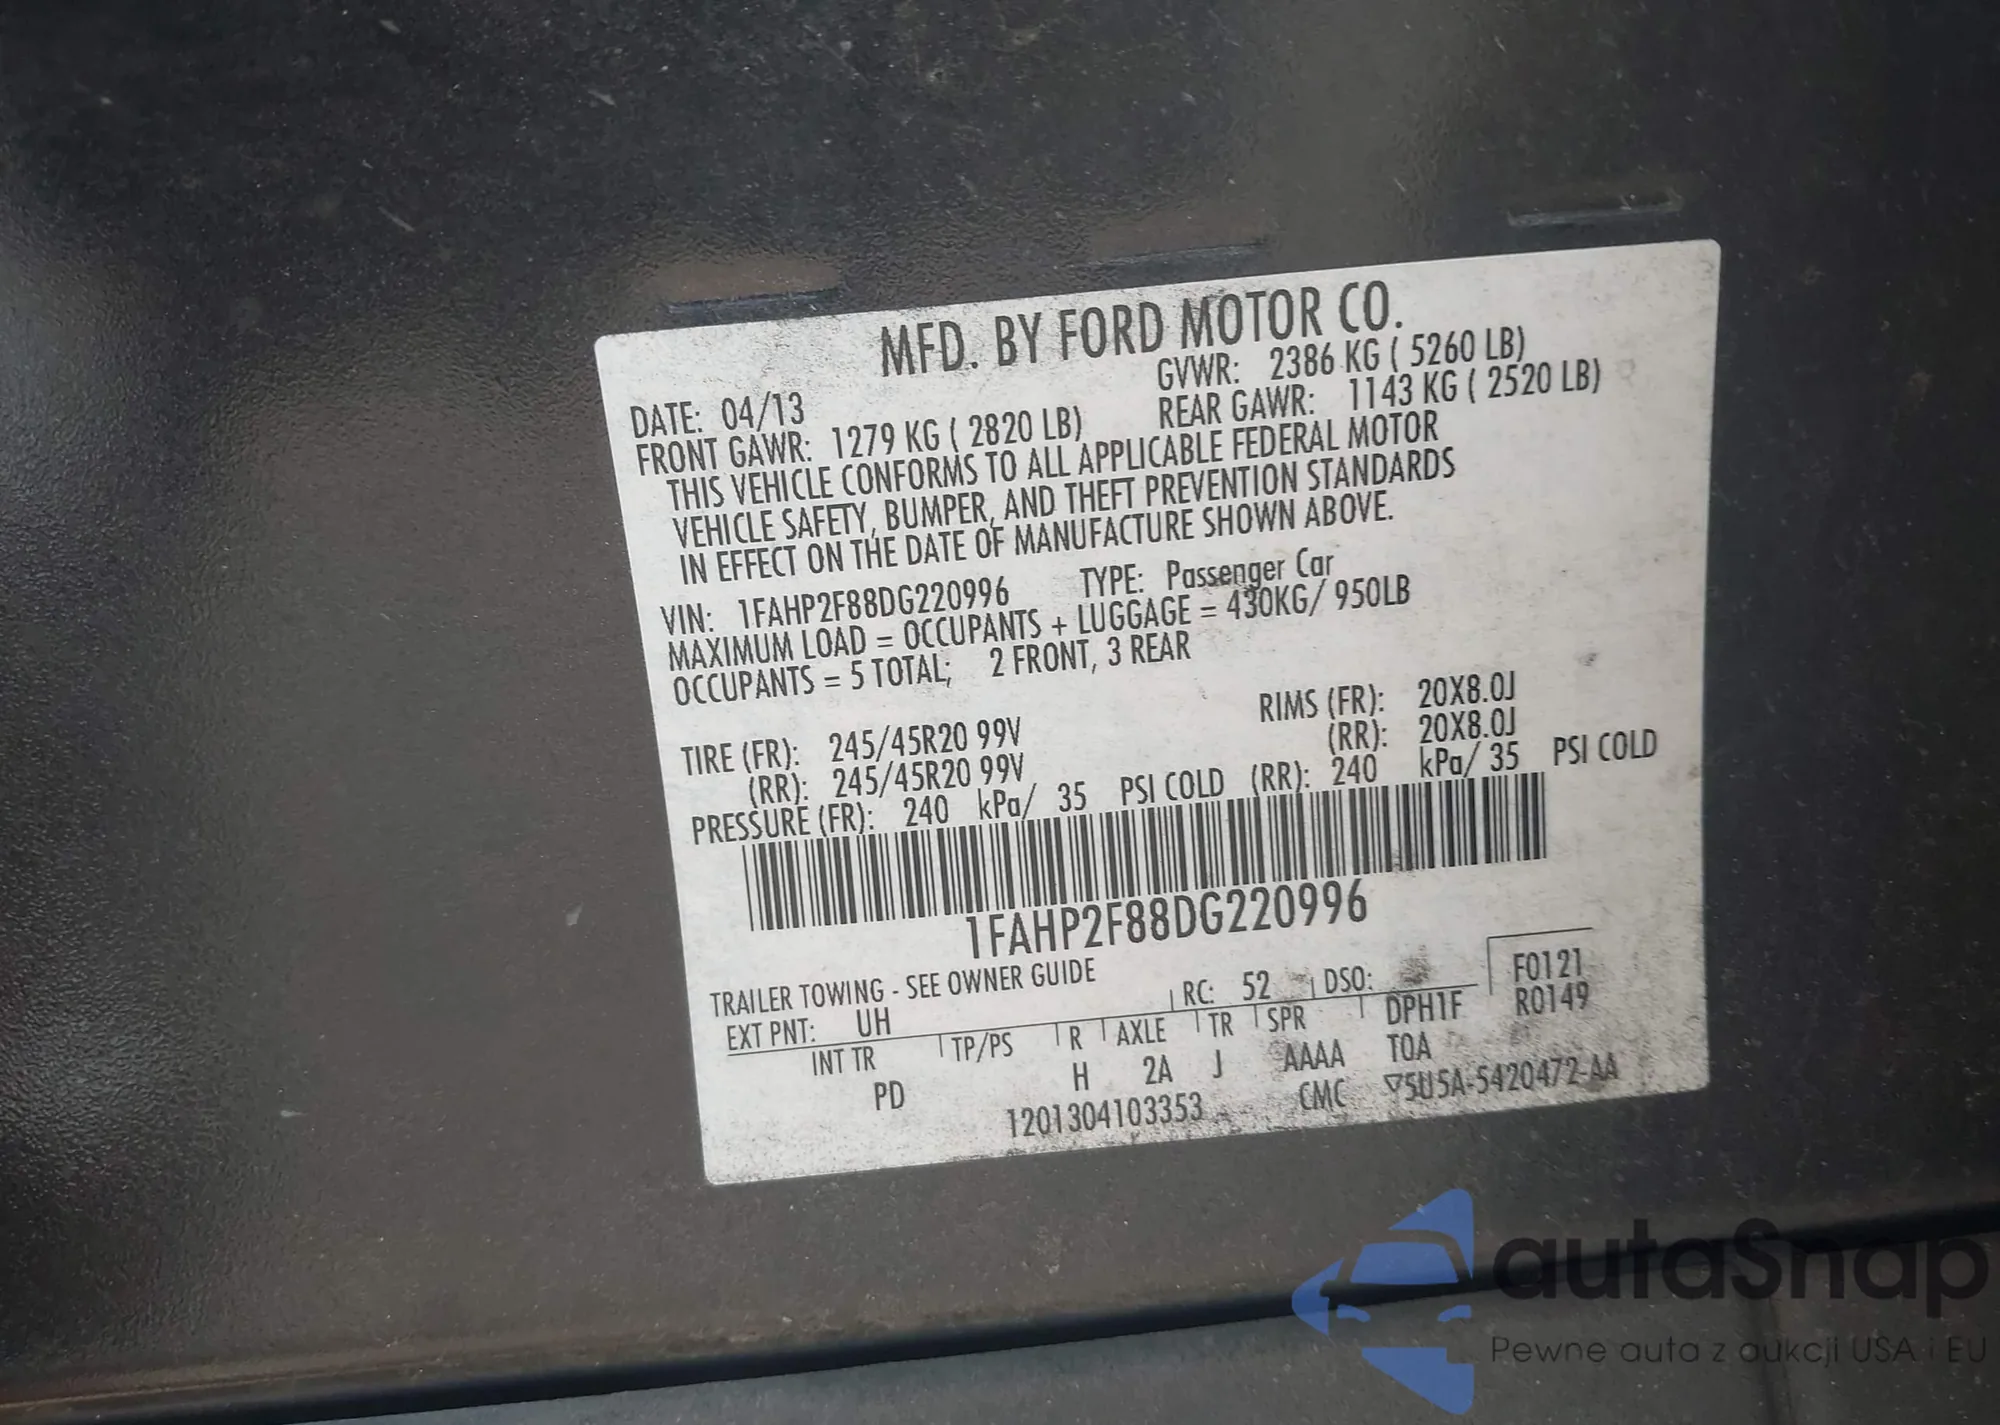 MFD. BY FORD MOTOR CO.
DATE: 04/13 GVWR: 2386 KG ( 5260 LB)
FRONT GAWR: 1279 KG ( 2820 LB) REAR GAWR: 1143 KG ( 2520 LB)
THIS VEHICLE CONFORMS TO ALL APPLICABLE FEDERAL MOTOR
VEHICLE SAFETY, BUMPER, AND THEFT PREVENTION STANDARDS
IN EFFECT ON THE DATE OF MANUFACTURE SHOWN ABOVE.
VIN: 1FAHP2F88DG220996 TYPE: Passenger Car
MAXIMUM LOAD = OCCUPANTS + LUGGAGE = 430KG/ 950LB
OCCUPANTS = 5 TOTAL; 2 FRONT, 3 REAR
TIRE (FR): 245/45R20 99V RIMS (FR): 20X8.0J
(RR): 245/45R20 99V (RR): 20X8.0J
PRESSURE (FR): 240 kPa/ 35 PSI COLD (RR): 240 kPa/ 35 PSI COLD
1FAHP2F88DG220996
TRAILER TOWING - SEE OWNER GUIDE
F0121
EXT PNT: UH RC: 52 DSO: R0149
INT TR TP/PS R AXLE TR SPR DPH1F
PD H 2A J AAAA TOA
1201304103353 CMC ▽5U5A-5420472-AA
autaSnap
Pewne auta z aukcji USA i EU